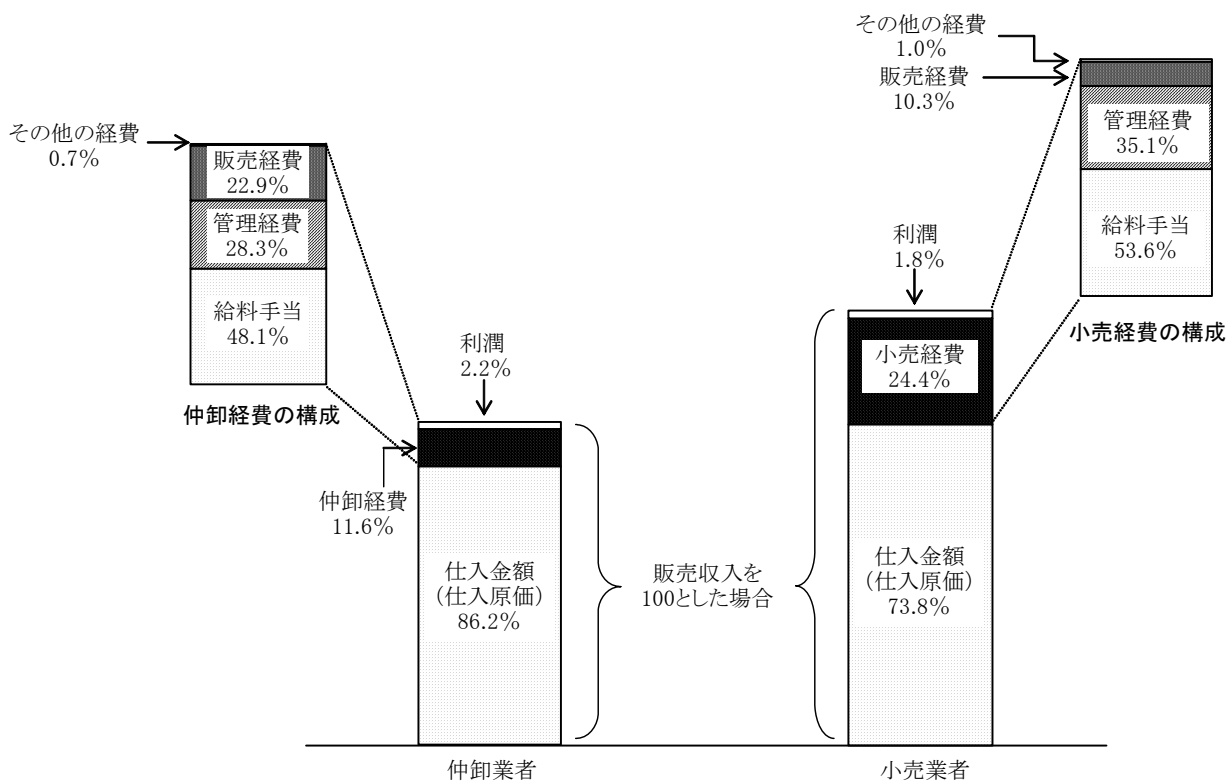 その他の経費
0.7%
販売経費
22.9%
管理経費
28.3%
給料手当
48.1%
仲卸経費の構成
利潤
2.2%
仲卸経費
11.6%
仕入金額
(仕入原価)
86.2%
仲卸業者
販売収入を
100とした場合
その他の経費
1.0%
販売経費
10.3%
管理経費
35.1%
給料手当
53.6%
小売経費の構成
利潤
1.8%
小売経費
24.4%
仕入金額
(仕入原価)
73.8%
小売業者